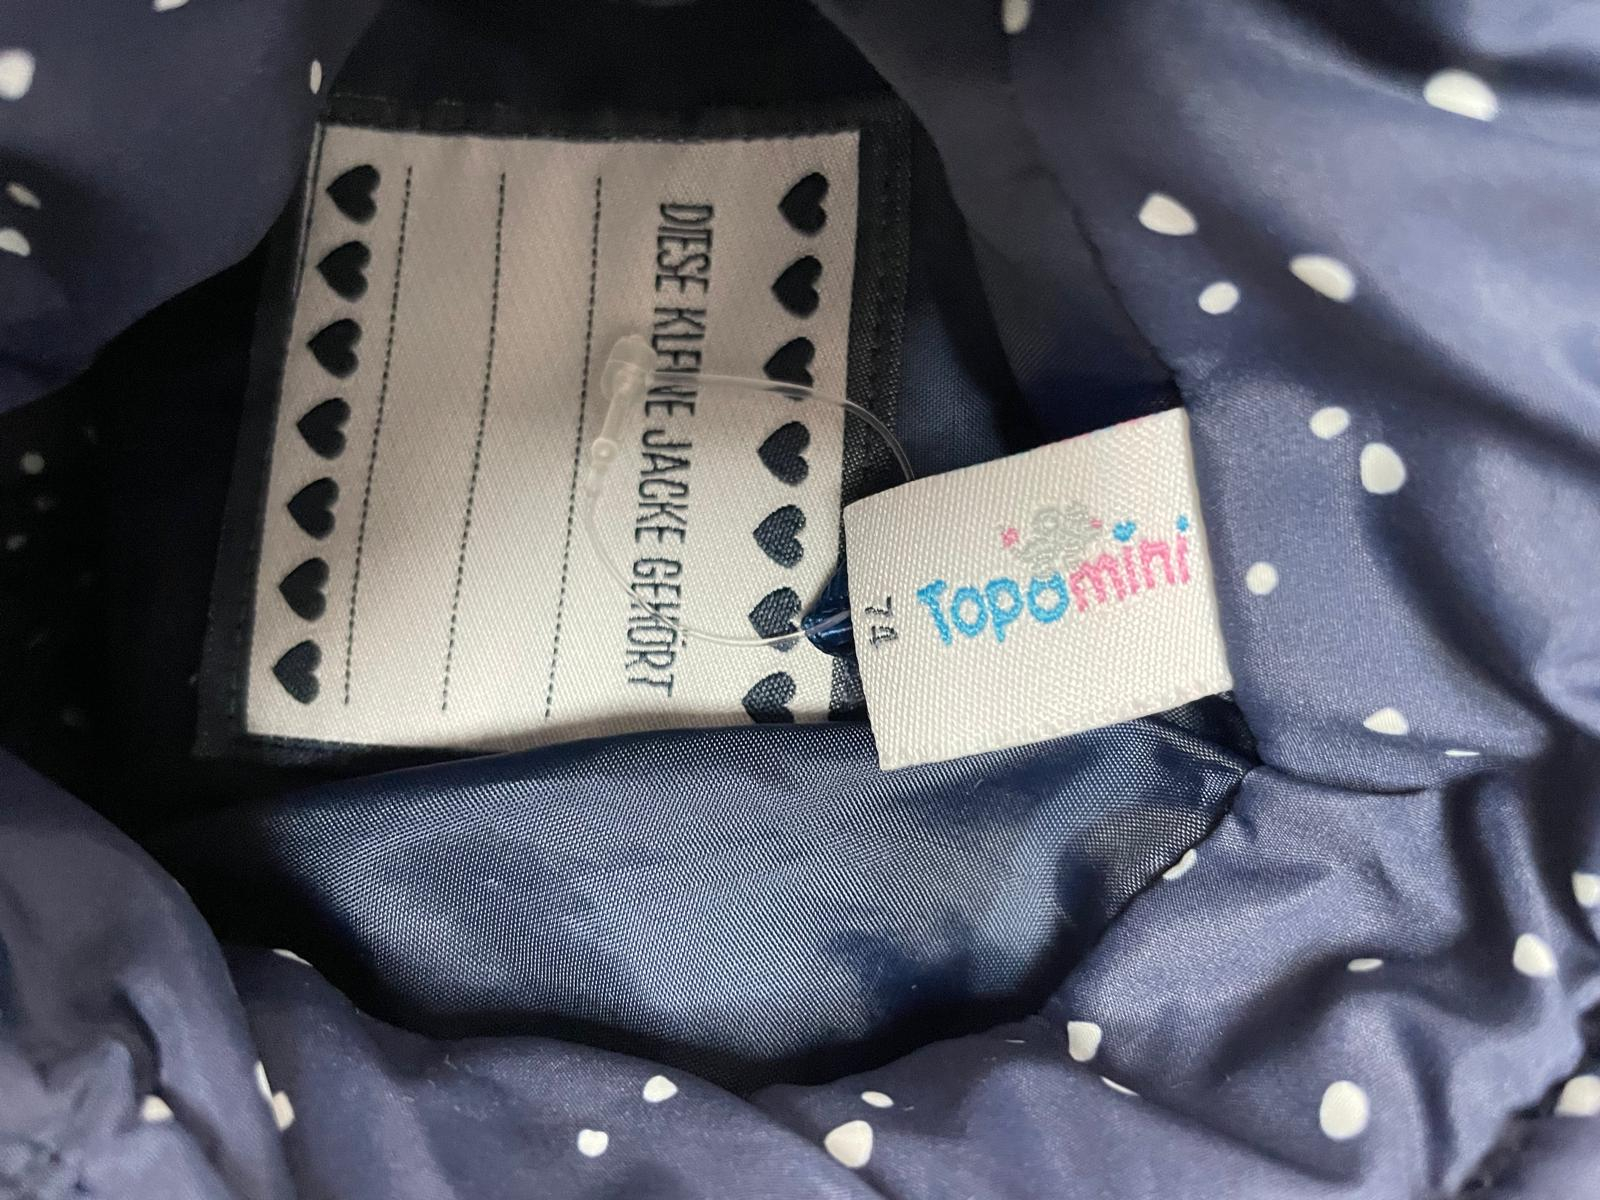 DIESE KLEINE JACKE GEHÖRT
Topomini
74